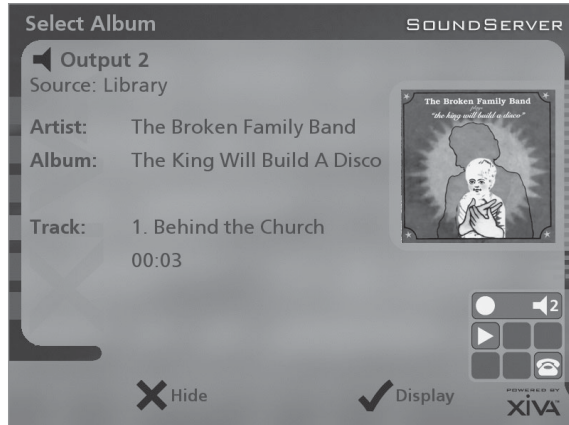 Select Album
SOUNDSERVER
Output 2
Source: Library
Artist: The Broken Family Band
Album: The King Will Build A Disco
Track: 1. Behind the Church
00:03
The Broken Family Band
plays
"the king will build a disco"
2
Hide
Display
POWERED BY
XiVA